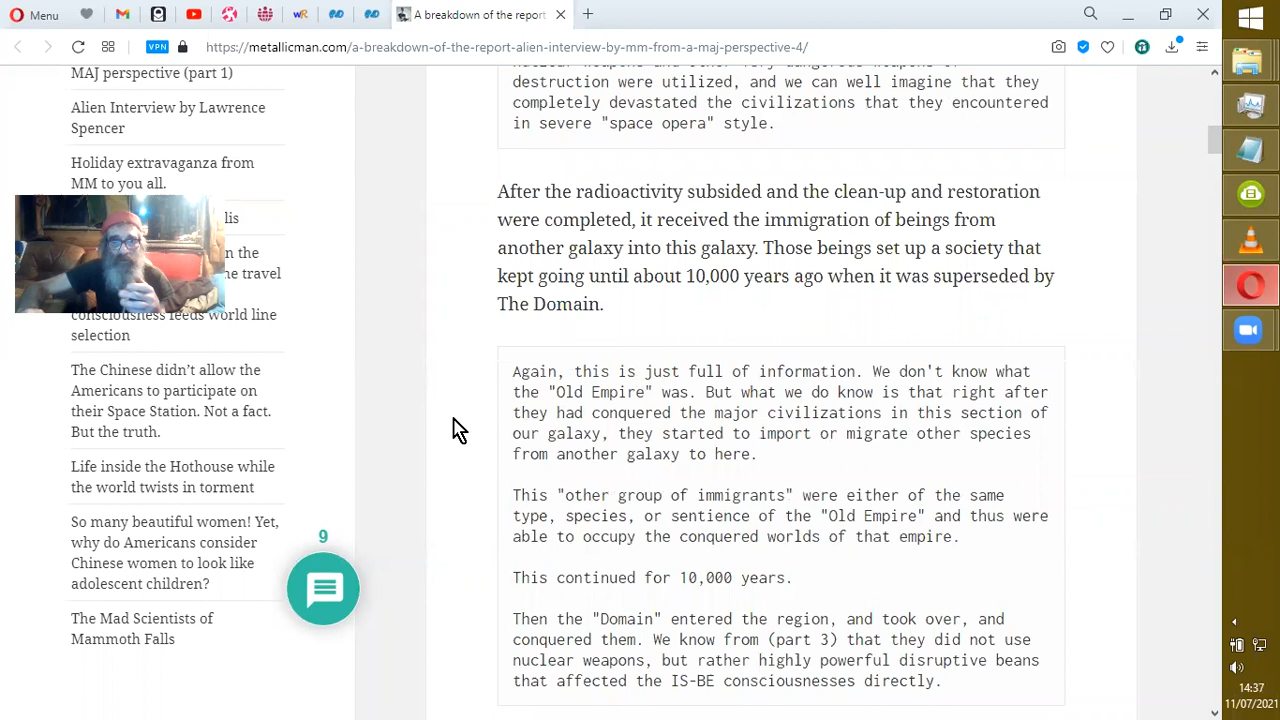 Menu
A breakdown of the report
VPN
https://metallicman.com/a-breakdown-of-the-report-alien-interview-by-mm-from-a-maj-perspective-4/
MAJ perspective (part 1)
Alien Interview by Lawrence
Spencer
Holiday extravaganza from
MM to you all.
lis
n the
ne travel
consciousness feeds world line
selection
The Chinese didn’t allow the
Americans to participate on
their Space Station. Not a fact.
But the truth.
Life inside the Hothouse while
the world twists in torment
So many beautiful women! Yet,
why do Americans consider
Chinese women to look like
adolescent children?
The Mad Scientists of
Mammoth Falls
9
destruction were utilized, and we can well imagine that they
completely devastated the civilizations that they encountered
in severe "space opera" style.
After the radioactivity subsided and the clean-up and restoration
were completed, it received the immigration of beings from
another galaxy into this galaxy. Those beings set up a society that
kept going until about 10,000 years ago when it was superseded by
The Domain.
Again, this is just full of information. We don't know what
the "Old Empire" was. But what we do know is that right after
they had conquered the major civilizations in this section of
our galaxy, they started to import or migrate other species
from another galaxy to here.
This "other group of immigrants" were either of the same
type, species, or sentience of the "Old Empire" and thus were
able to occupy the conquered worlds of that empire.
This continued for 10,000 years.
Then the "Domain" entered the region, and took over, and
conquered them. We know from (part 3) that they did not use
nuclear weapons, but rather highly powerful disruptive beans
that affected the IS-BE consciousnesses directly.
14:37
11/07/2021